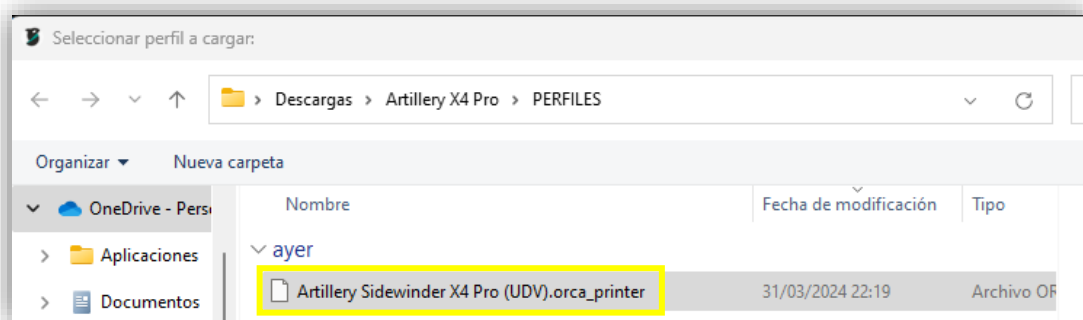 Seleccionar perfil a cargar:
Descargas > Artillery X4 Pro > PERFILES
Organizar Nueva carpeta
OneDrive - Pers
Nombre Fecha de modificación Tipo
Aplicaciones
ayer
Documentos
Artillery Sidewinder X4 Pro (UDV).orca_printer 31/03/2024 22:19 Archivo OR